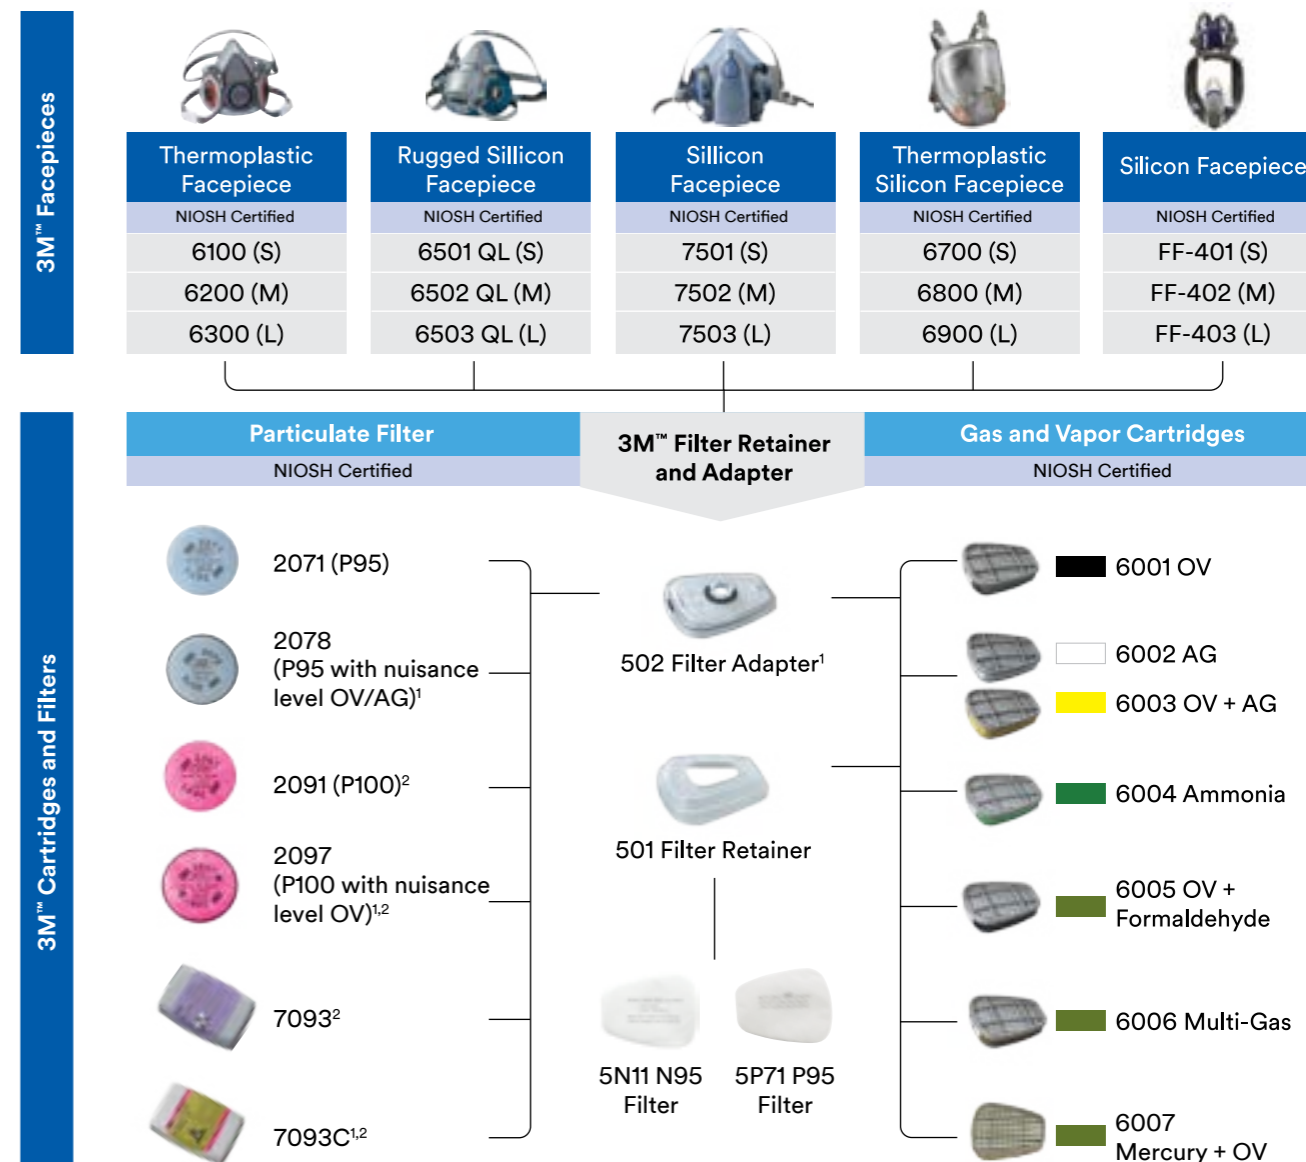 3M™ Facepieces
Thermoplastic
Facepiece
NIOSH Certified
6100 (S)
6200 (M)
6300 (L)
Rugged Sillicon
Facepiece
NIOSH Certified
6501 QL (S)
6502 QL (M)
6503 QL (L)
Sillicon
Facepiece
NIOSH Certified
7501 (S)
7502 (M)
7503 (L)
Thermoplastic
Silicon Facepiece
NIOSH Certified
6700 (S)
6800 (M)
6900 (L)
Silicon Facepiece
NIOSH Certified
FF-401 (S)
FF-402 (M)
FF-403 (L)
3M™ Cartridges and Filters
Particulate Filter
NIOSH Certified
2071 (P95)
2078
(P95 with nuisance
level OV/AG)¹
2091 (P100)²
2097
(P100 with nuisance
level OV)¹,²
7093²
7093C¹,²
3M™ Filter Retainer
and Adapter
502 Filter Adapter¹
501 Filter Retainer
5N11 N95
Filter
5P71 P95
Filter
Gas and Vapor Cartridges
NIOSH Certified
6001 OV
6002 AG
6003 OV + AG
6004 Ammonia
6005 OV +
Formaldehyde
6006 Multi-Gas
6007
Mercury + OV